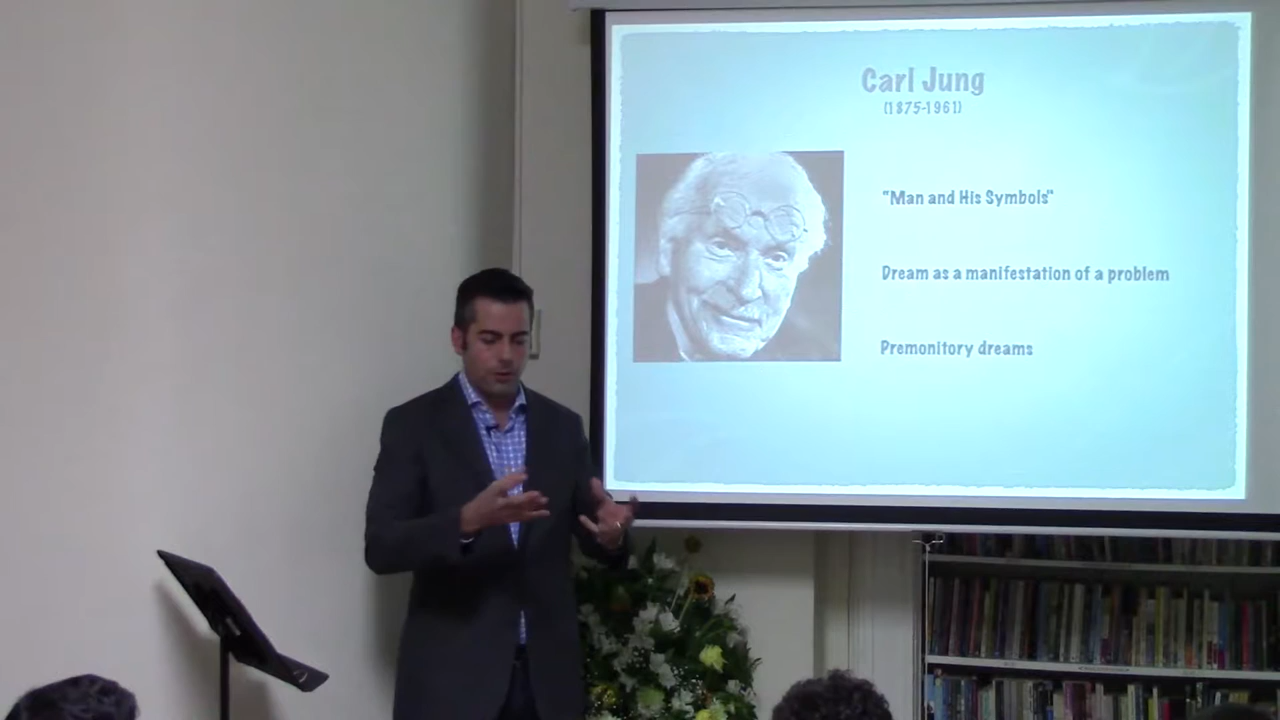 Carl Jung
(1875-1961)
"Man and His Symbols"
Dream as a manifestation of a problem
Premonitory dreams